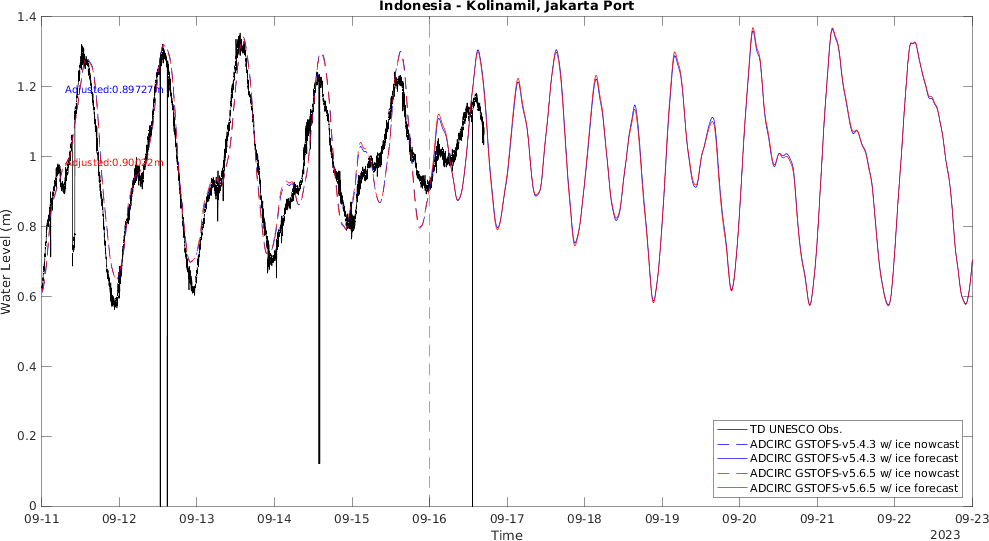 Indonesia - Kolinamil, Jakarta Port
Water Level (m)
1.4
1.2
1
0.8
0.6
0.4
0.2
0
Adjusted:0.89727m
Adjusted:0.90032m
TD UNESCO Obs.
ADCIRC GSTOFS-v5.4.3 w/ ice nowcast
ADCIRC GSTOFS-v5.4.3 w/ ice forecast
ADCIRC GSTOFS-v5.6.5 w/ ice nowcast
ADCIRC GSTOFS-v5.6.5 w/ ice forecast
09-11 09-12 09-13 09-14 09-15 09-16 09-17 09-18 09-19 09-20 09-21 09-22 09-23
Time
2023